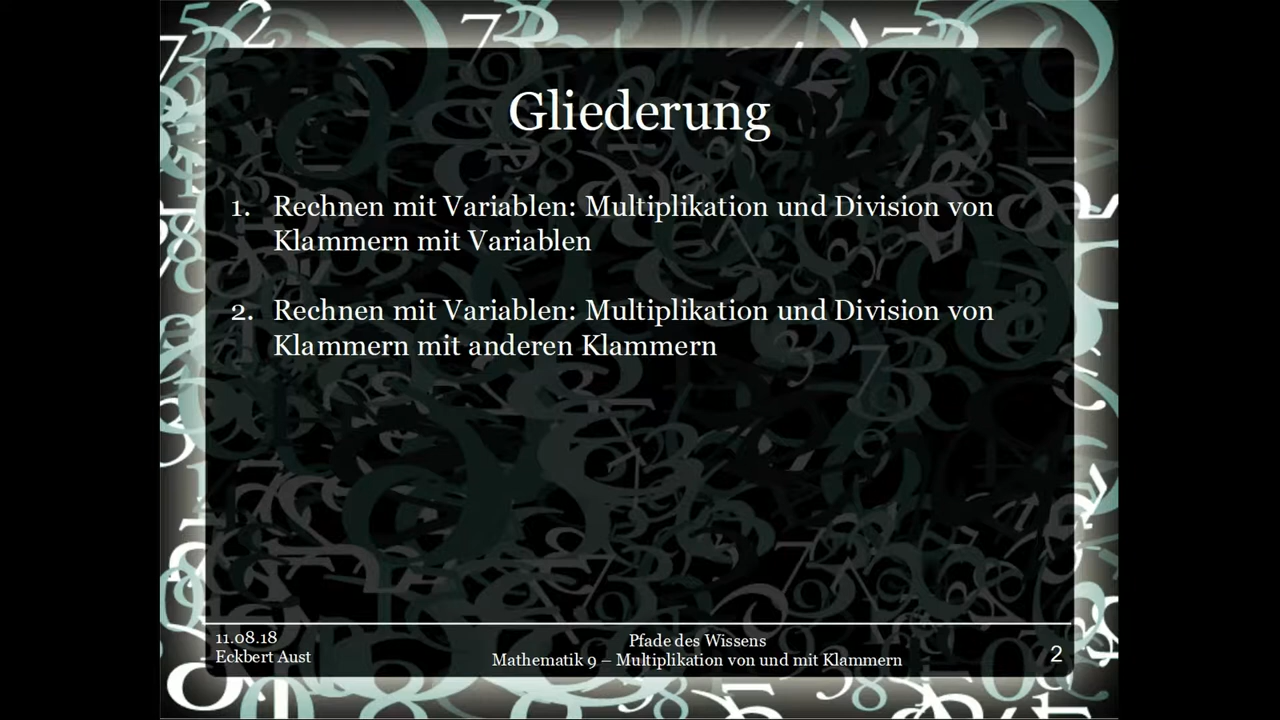 Gliederung
1. Rechnen mit Variablen: Multiplikation und Division von
Klammern mit Variablen
2. Rechnen mit Variablen: Multiplikation und Division von
Klammern mit anderen Klammern
11.08.18
Eckbert Aust
Pfade des Wissens
Mathematik 9 – Multiplikation von und mit Klammern
2